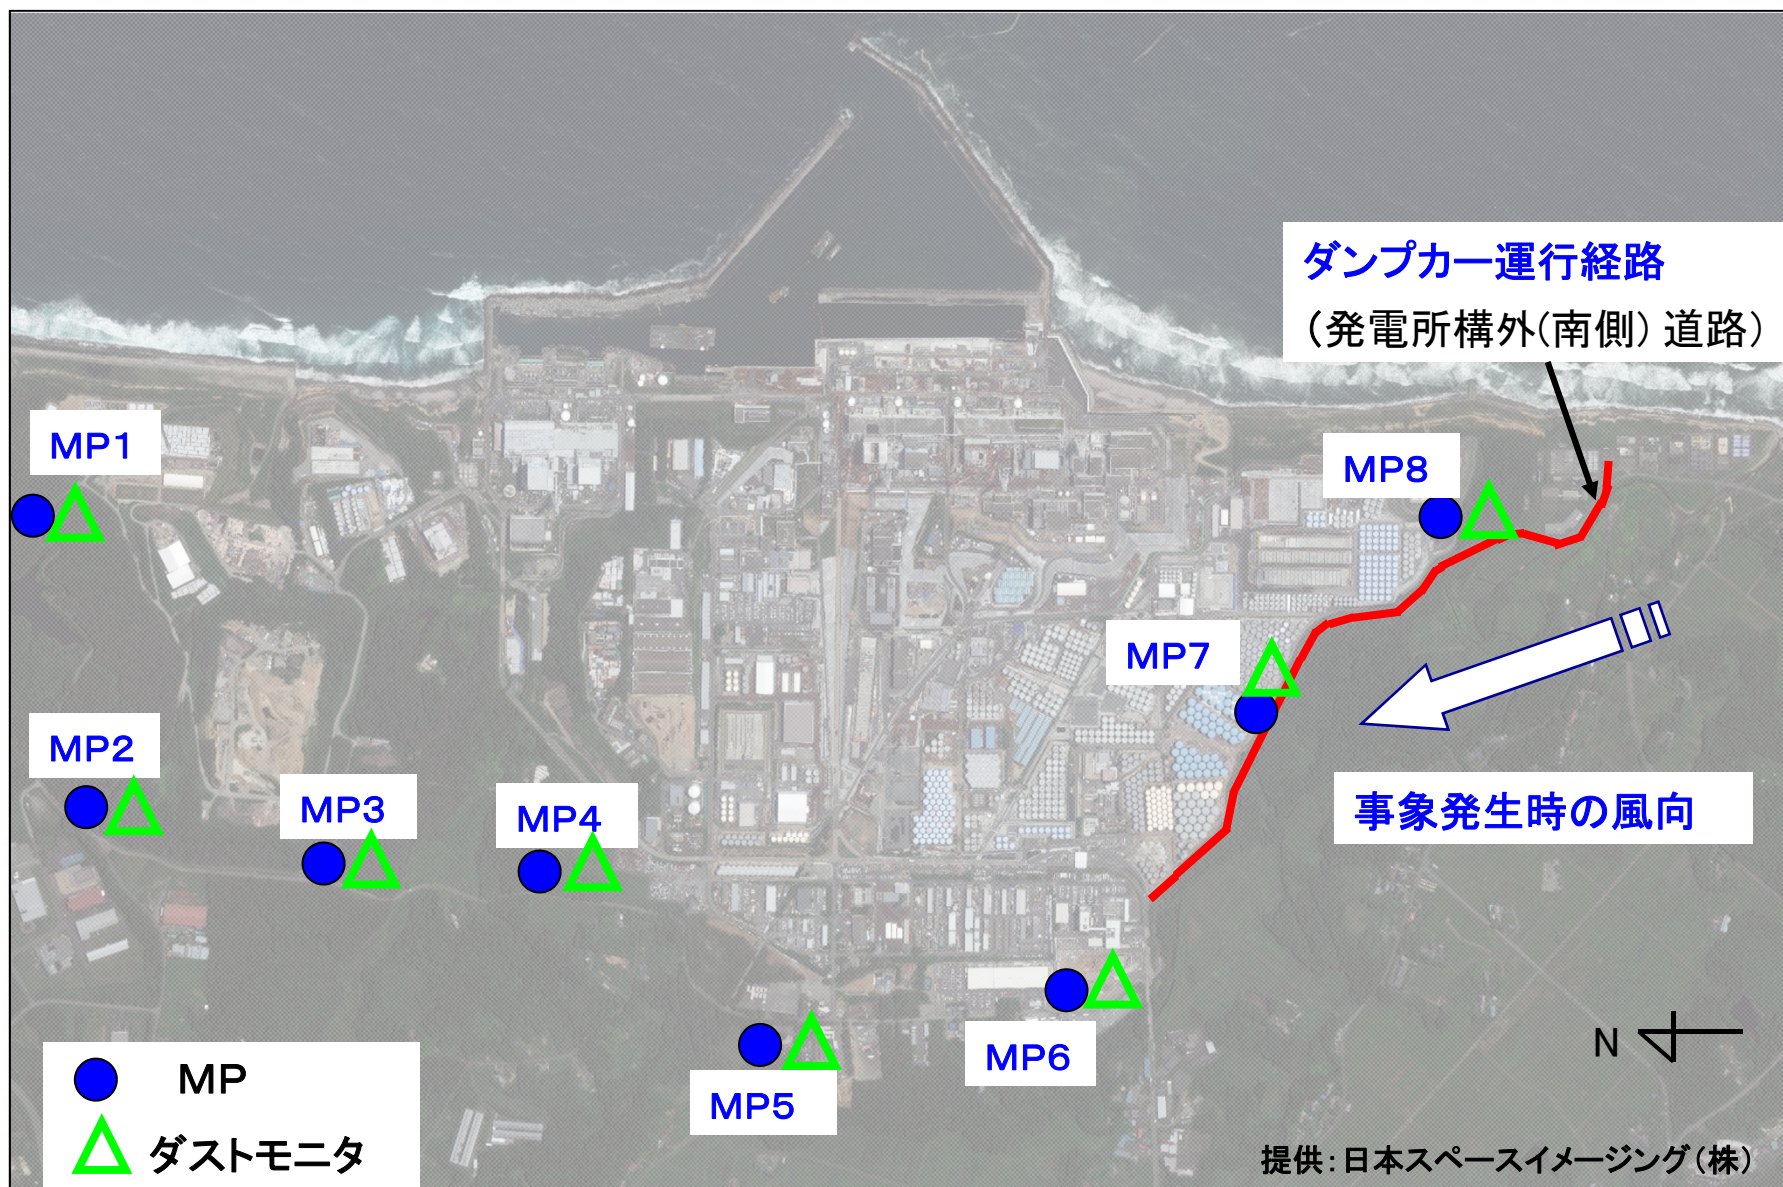 ダンプカー運行経路
（発電所構外(南側) 道路）
MP1
MP8
MP7
MP2
MP3
MP4
事象発生時の風向
MP6
MP5
N
MP
ダストモニタ
提供：日本スペースイメージング（株）